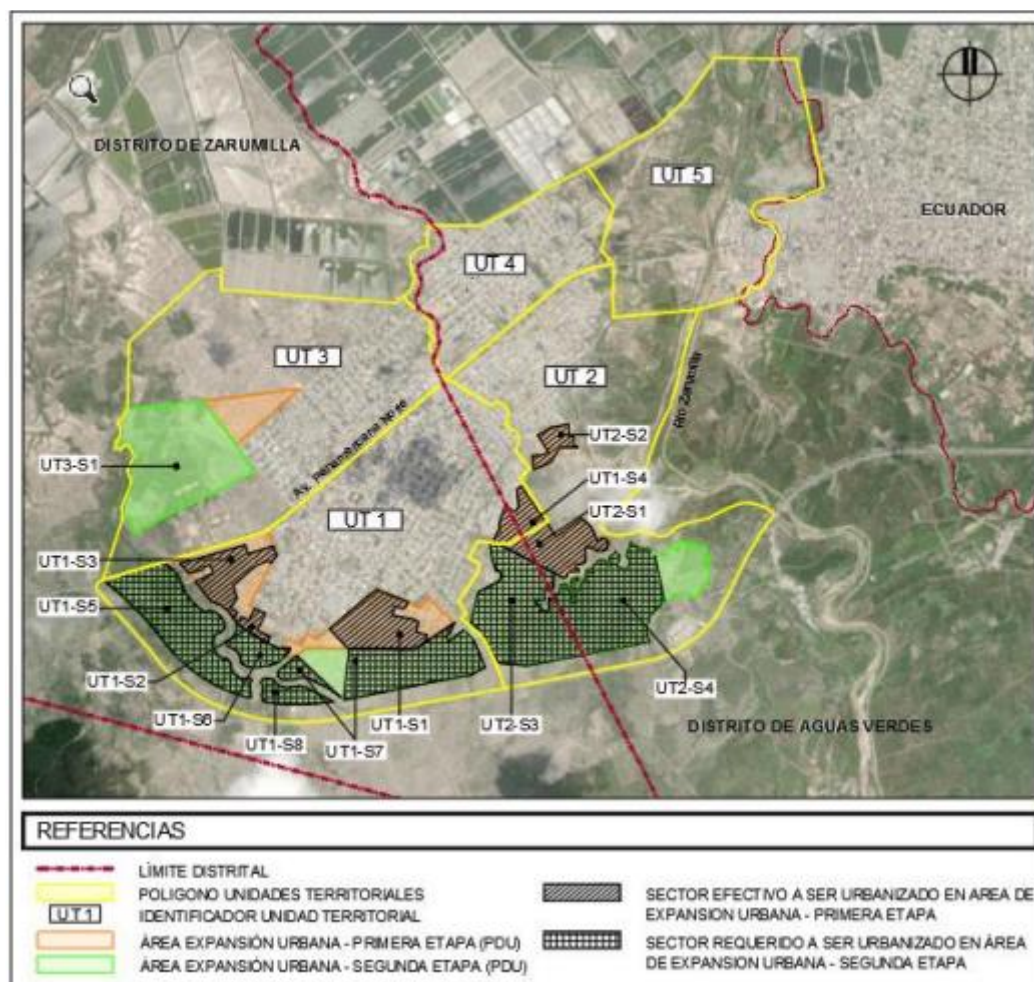 DISTRITO DE ZARUMILLA
UT 5
ECUADOR
UT 4
UT 3
UT 2
Río Zarumilla
Av. Panamericana Norte
UT2-S2
UT3-S1
UT1-S4
UT2-S1
UT1
UT1-S3
UT1-S5
UT1-S2
UT1-S6
UT1-S8
UT1-S7
UT1-S1
UT2-S3
UT2-S4
DISTRITO DE AGUAS VERDES
REFERENCIAS
LÍMITE DISTRITAL
POLIGONO UNIDADES TERRITORIALES
UT1 IDENTIFICADOR UNIDAD TERRITORIAL
ÁREA EXPANSIÓN URBANA - PRIMERA ETAPA (PDU)
ÁREA EXPANSIÓN URBANA - SEGUNDA ETAPA (PDU)
SECTOR EFECTIVO A SER URBANIZADO EN AREA DE
EXPANSION URBANA - PRIMERA ETAPA
SECTOR REQUERIDO A SER URBANIZADO EN ÁREA
DE EXPANSION URBANA - SEGUNDA ETAPA